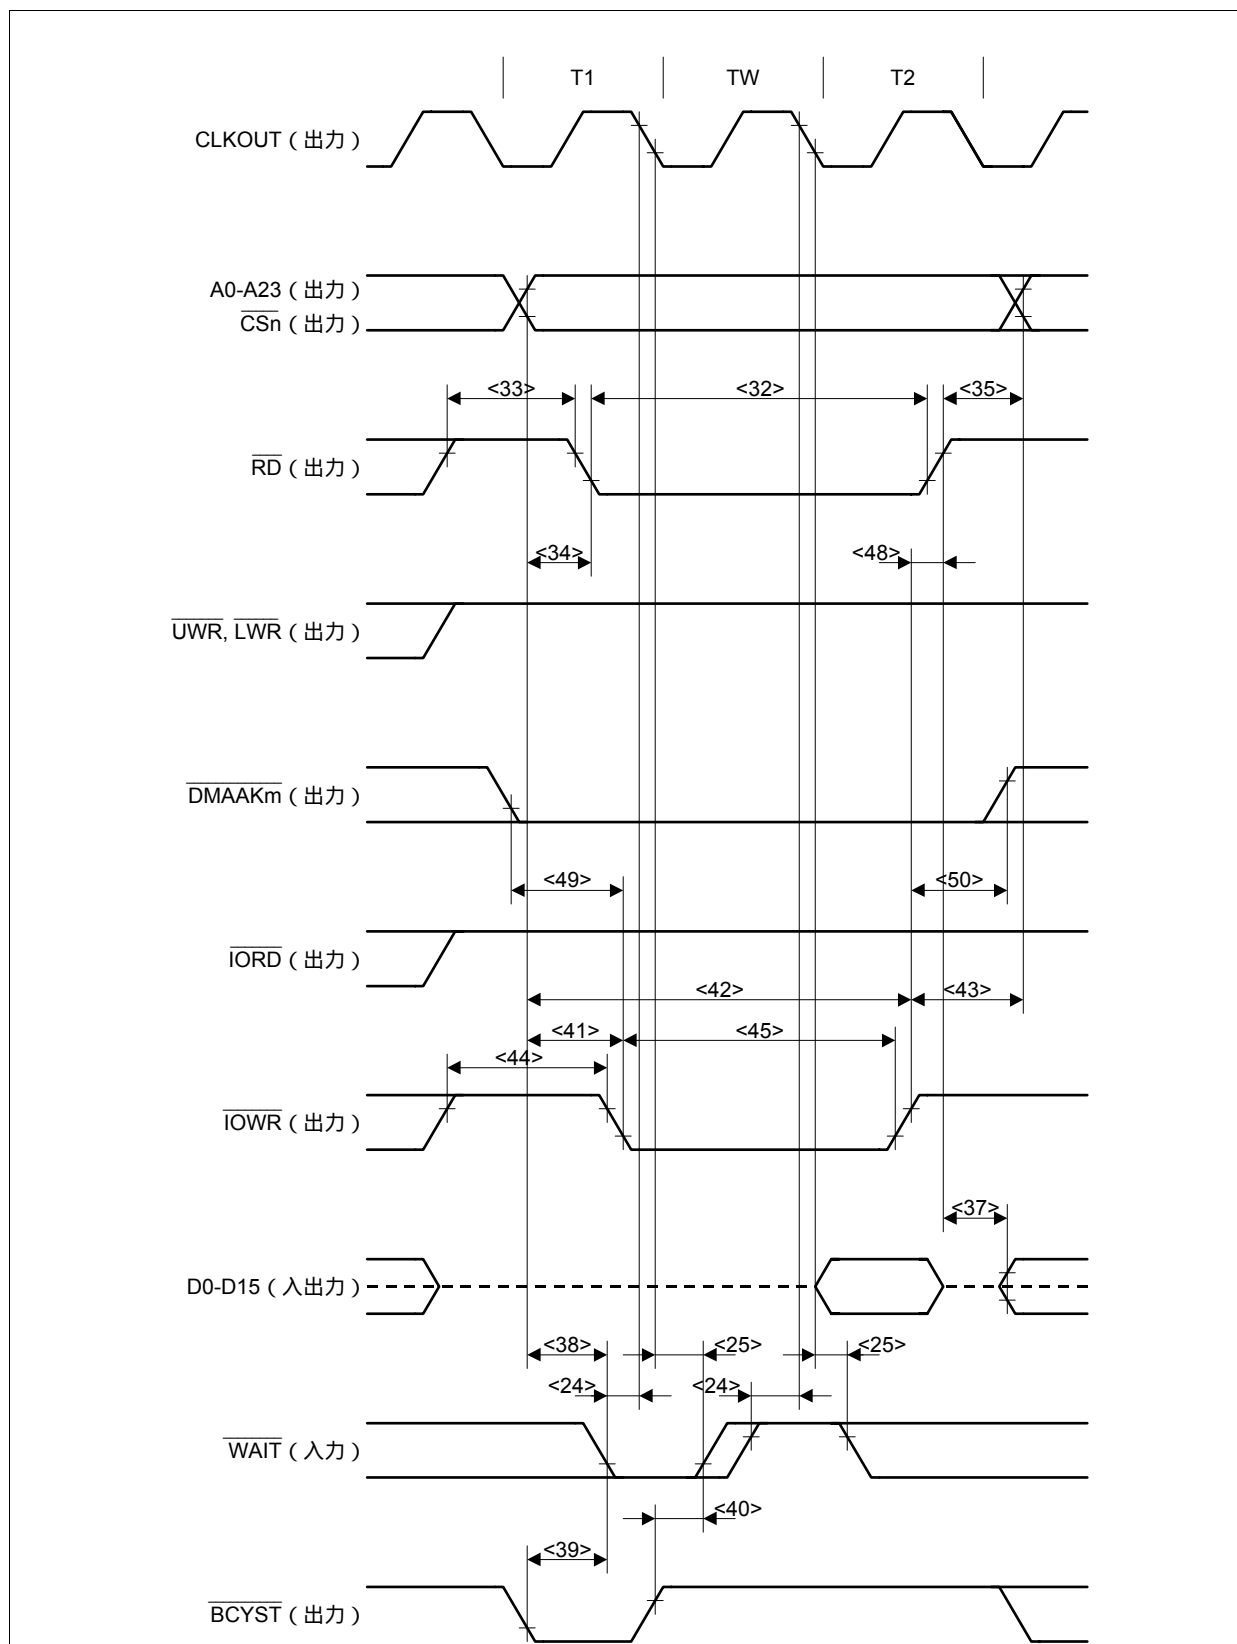 T1 TW T2
CLKOUT（出力）
A0-A23（出力）
CSn（出力）
<33> <32> <35>
RD（出力）
<34> <48>
UWR, LWR（出力）
DMAAKm（出力）
<49> <50>
IORD（出力）
<42> <43>
<41> <45>
<44>
IOWR（出力）
<37>
D0-D15（入出力）
<38> <25> <25>
<24> <24>
WAIT（入力）
<40>
<39>
BCYST（出力）